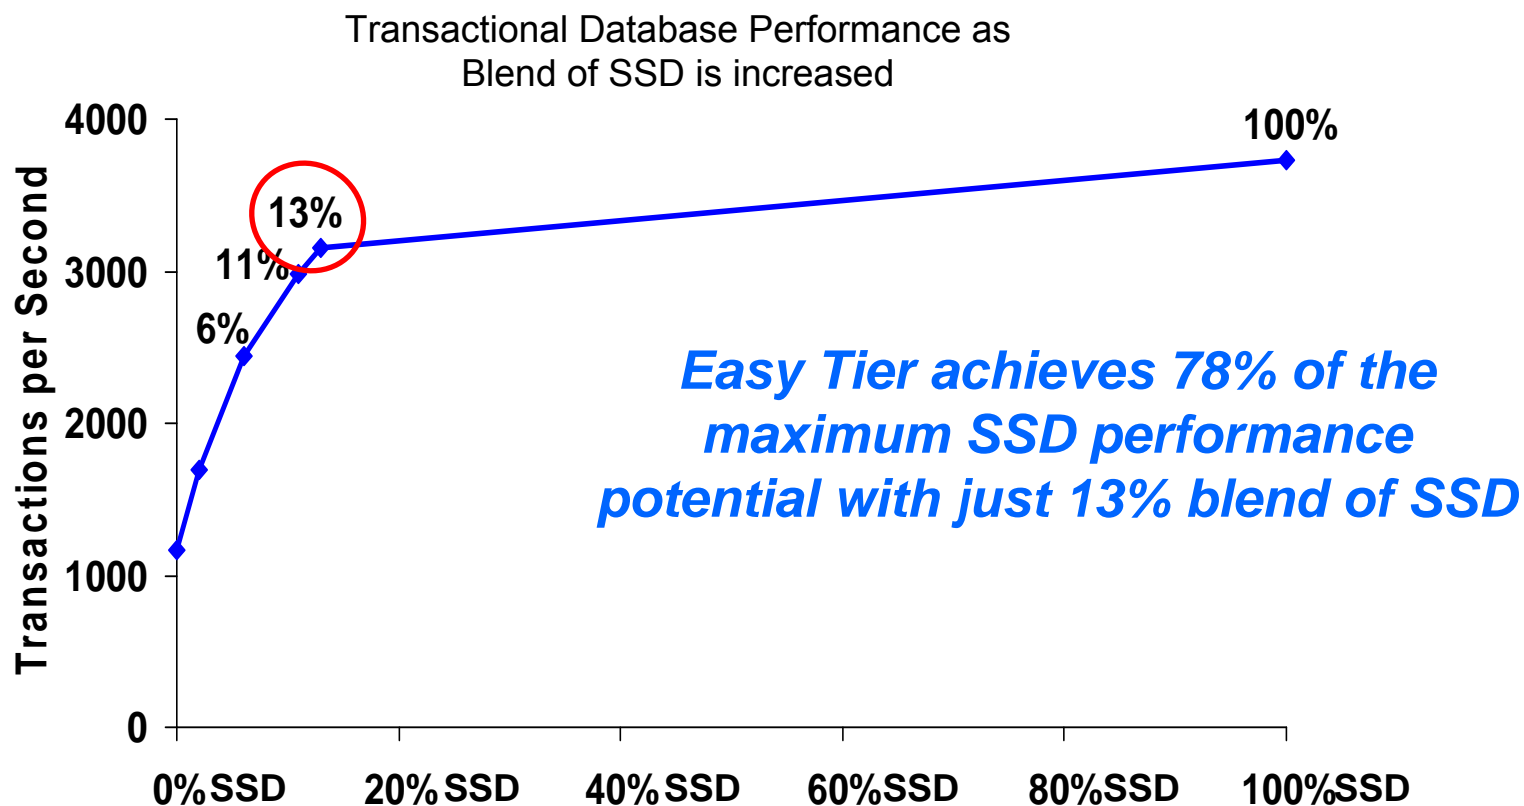 Transactional Database Performance as
Blend of SSD is increased
4000
3000
2000
1000
0
Transactions per Second
100%
13%
11%
6%
Easy Tier achieves 78% of the
maximum SSD performance
potential with just 13% blend of SSD
0%SSD 20%SSD 40%SSD 60%SSD 80%SSD 100%SSD